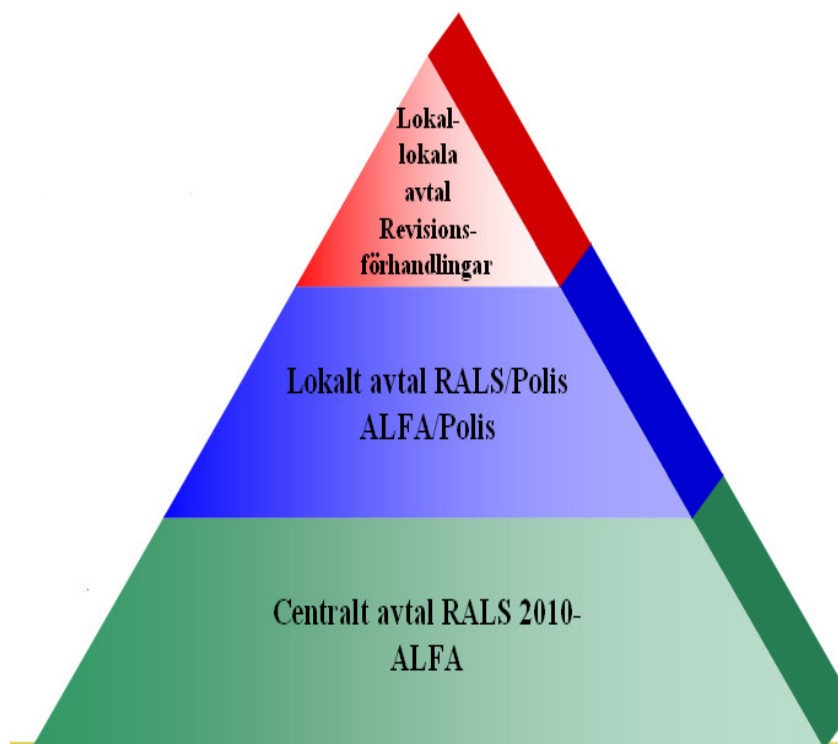 Lokal-
lokala
avtal
Revisions-
förhandlingar
Lokalt avtal RALS/Polis
ALFA/Polis
Centralt avtal RALS 2010-
ALFA